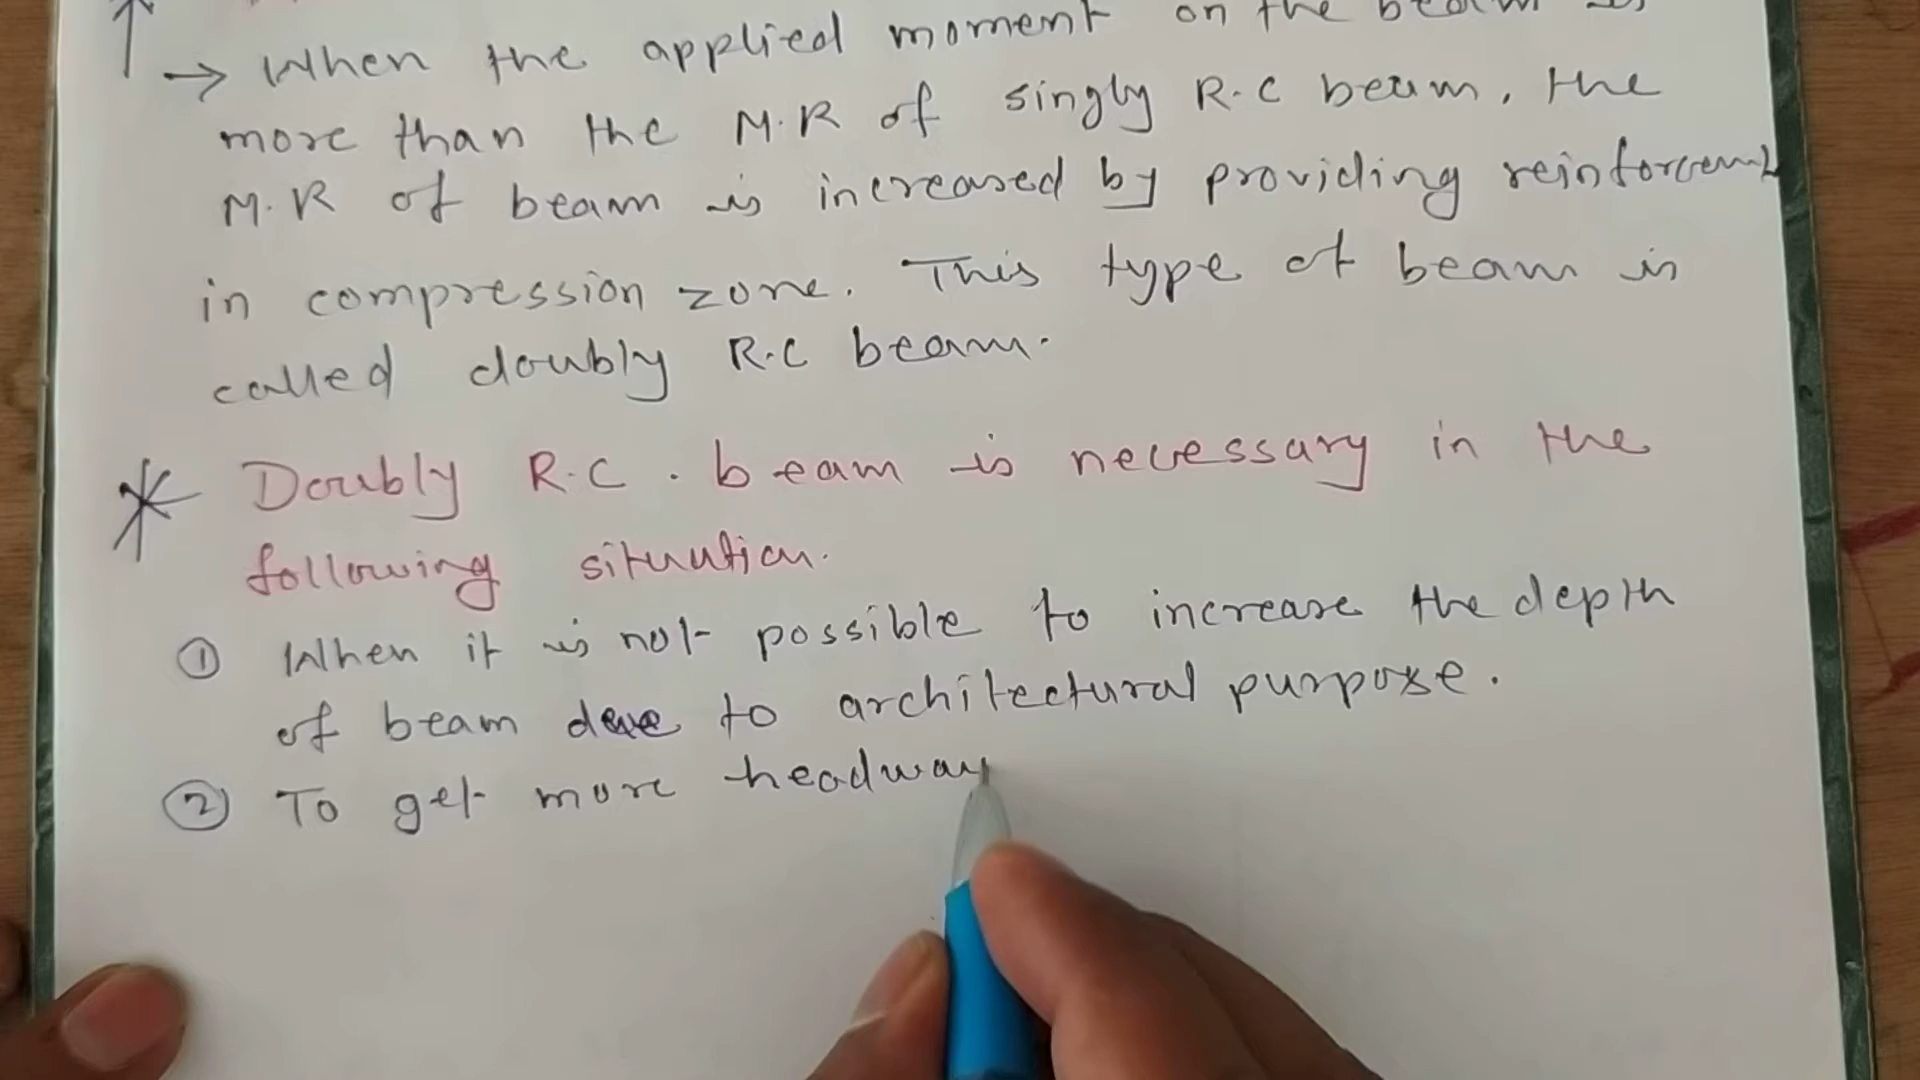 → When the applied moment on the beam is
more than the M.R of singly R.C beam, the
M.R of beam is increased by providing reinforcement
in compression zone. This type of beam is
called doubly R.C beam.
* Doubly R.C. beam is necessary in the
following situation.
① When it is not possible to increase the depth
of beam due to architectural purpose.
② To get more headway